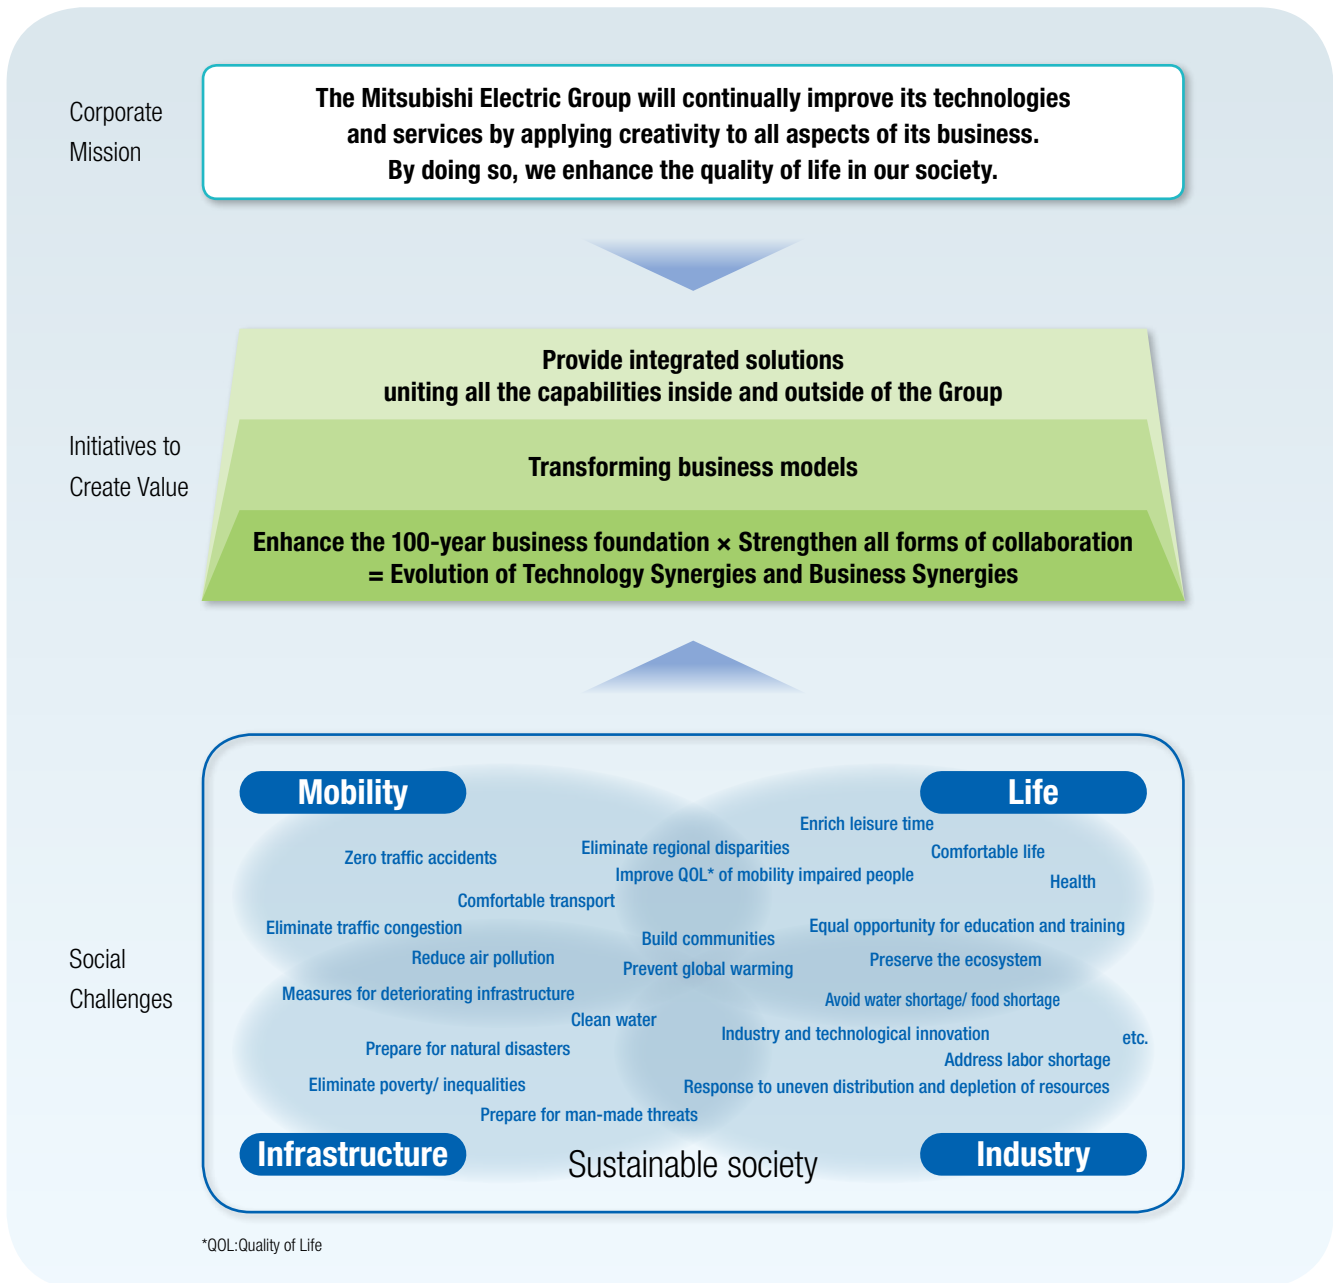 Corporate
Mission
The Mitsubishi Electric Group will continually improve its technologies
and services by applying creativity to all aspects of its business.
By doing so, we enhance the quality of life in our society.
Initiatives to
Create Value
Provide integrated solutions
uniting all the capabilities inside and outside of the Group
Transforming business models
Enhance the 100-year business foundation × Strengthen all forms of collaboration
= Evolution of Technology Synergies and Business Synergies
Social
Challenges
Mobility
Life
Enrich leisure time
Eliminate regional disparities
Comfortable life
Zero traffic accidents
Improve QOL* of mobility impaired people
Health
Comfortable transport
Eliminate traffic congestion
Equal opportunity for education and training
Build communities
Reduce air pollution
Preserve the ecosystem
Prevent global warming
Measures for deteriorating infrastructure
Avoid water shortage/ food shortage
Clean water
Industry and technological innovation
etc.
Prepare for natural disasters
Address labor shortage
Eliminate poverty/ inequalities
Response to uneven distribution and depletion of resources
Prepare for man-made threats
Infrastructure
Sustainable society
Industry
*QOL:Quality of Life